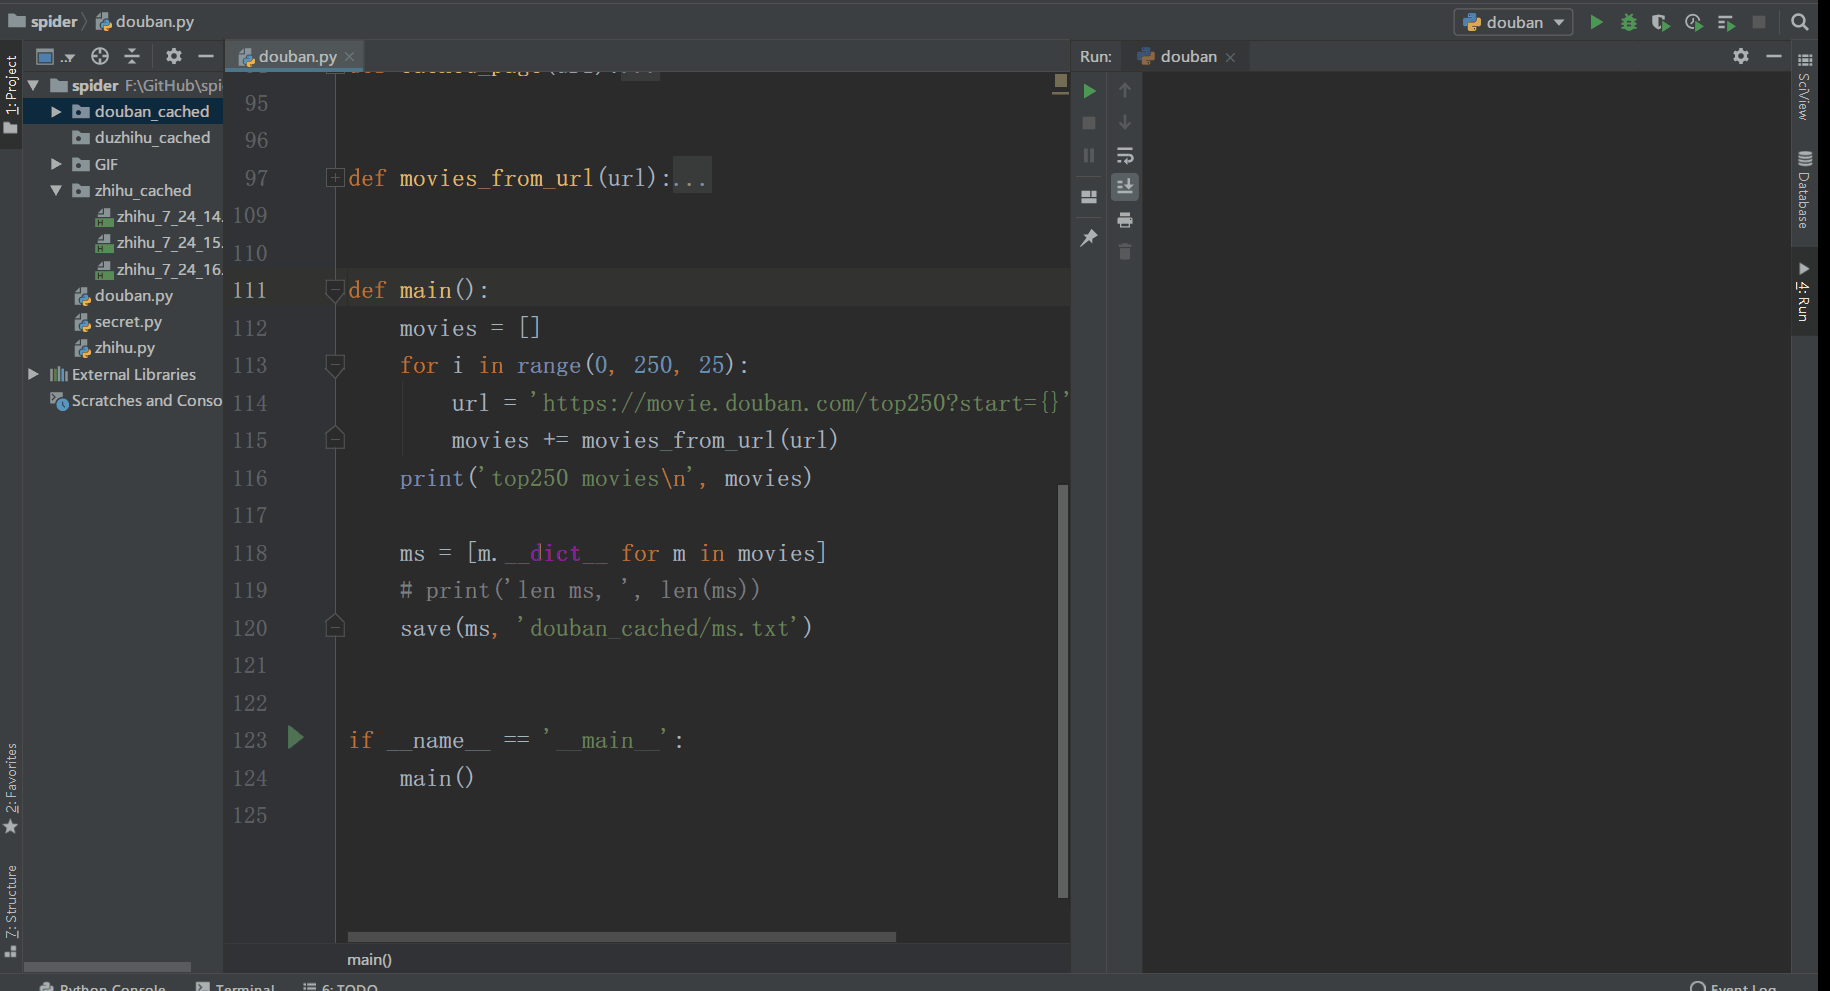 spider
douban.py
douban
1: Project
douban.py
Run:
douban
spider F:\GitHub\spi
douban_cached
duzhihu_cached
GIF
zhihu_cached
zhihu_7_24_14.
zhihu_7_24_15.
zhihu_7_24_16.
douban.py
secret.py
zhihu.py
External Libraries
Scratches and Conso
95
96
97 def movies_from_url(url):...
109
110
111 def main():
112 movies = []
113 for i in range(0, 250, 25):
114 url = 'https://movie.douban.com/top250?start={}'
115 movies += movies_from_url(url)
116 print('top250 movies\n', movies)
117
118 ms = [m.__dict__ for m in movies]
119 # print('len ms, ', len(ms))
120 save(ms, 'douban_cached/ms.txt')
121
122
123 if __name__ == '__main__':
124 main()
125
main()
SciView
Database
4: Run
2: Favorites
7: Structure
Python Console
Terminal
6: TODO
Event Log